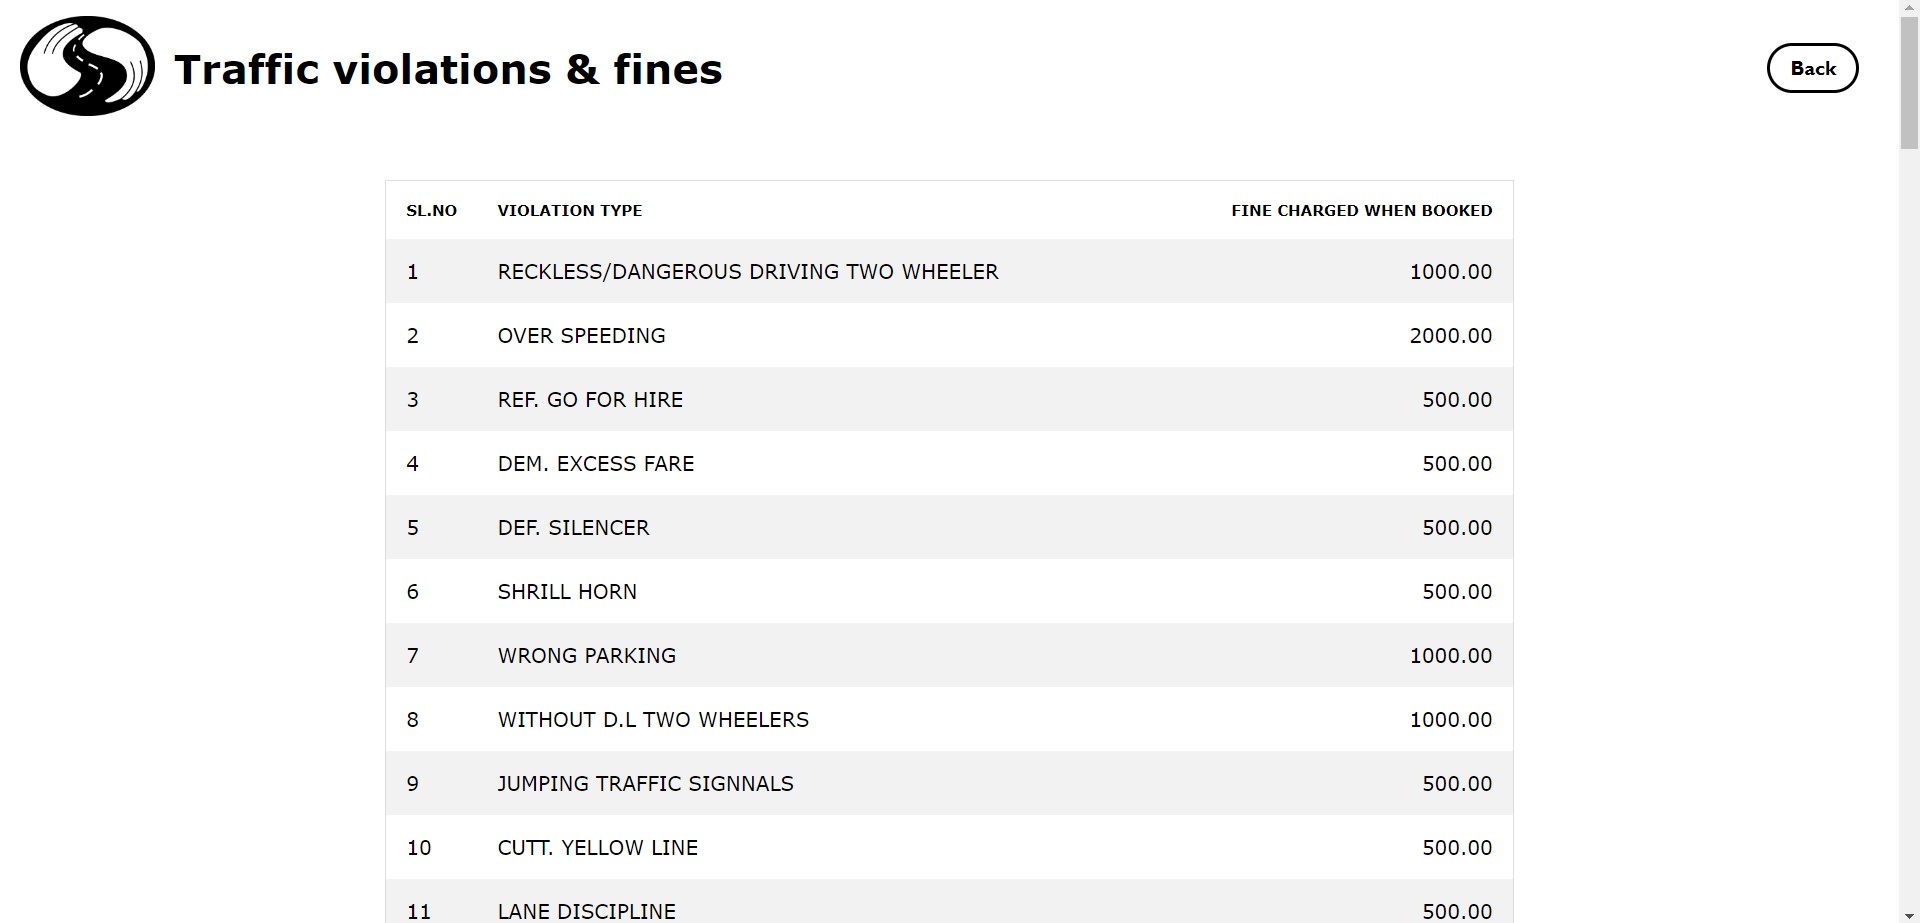 Traffic violations & fines
Back
SL.NO VIOLATION TYPE FINE CHARGED WHEN BOOKED
1 RECKLESS/DANGEROUS DRIVING TWO WHEELER 1000.00
2 OVER SPEEDING 2000.00
3 REF. GO FOR HIRE 500.00
4 DEM. EXCESS FARE 500.00
5 DEF. SILENCER 500.00
6 SHRILL HORN 500.00
7 WRONG PARKING 1000.00
8 WITHOUT D.L TWO WHEELERS 1000.00
9 JUMPING TRAFFIC SIGNNALS 500.00
10 CUTT. YELLOW LINE 500.00
11 LANE DISCIPLINE 500.00